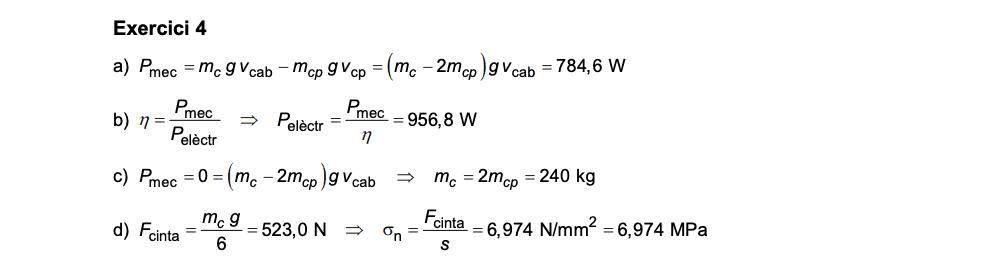 Exercici 4
a) P_mec = m_c g v_cab − m_cp g v_cp = (m_c − 2m_cp) g v_cab = 784,6 W
b) η = P_mec / P_elèctr ⇒ P_elèctr = P_mec / η = 956,8 W
c) P_mec = 0 = (m_c − 2m_cp) g v_cab ⇒ m_c = 2m_cp = 240 kg
d) F_cinta = m_c g / 6 = 523,0 N ⇒ σ_n = F_cinta / s = 6,974 N/mm² = 6,974 MPa